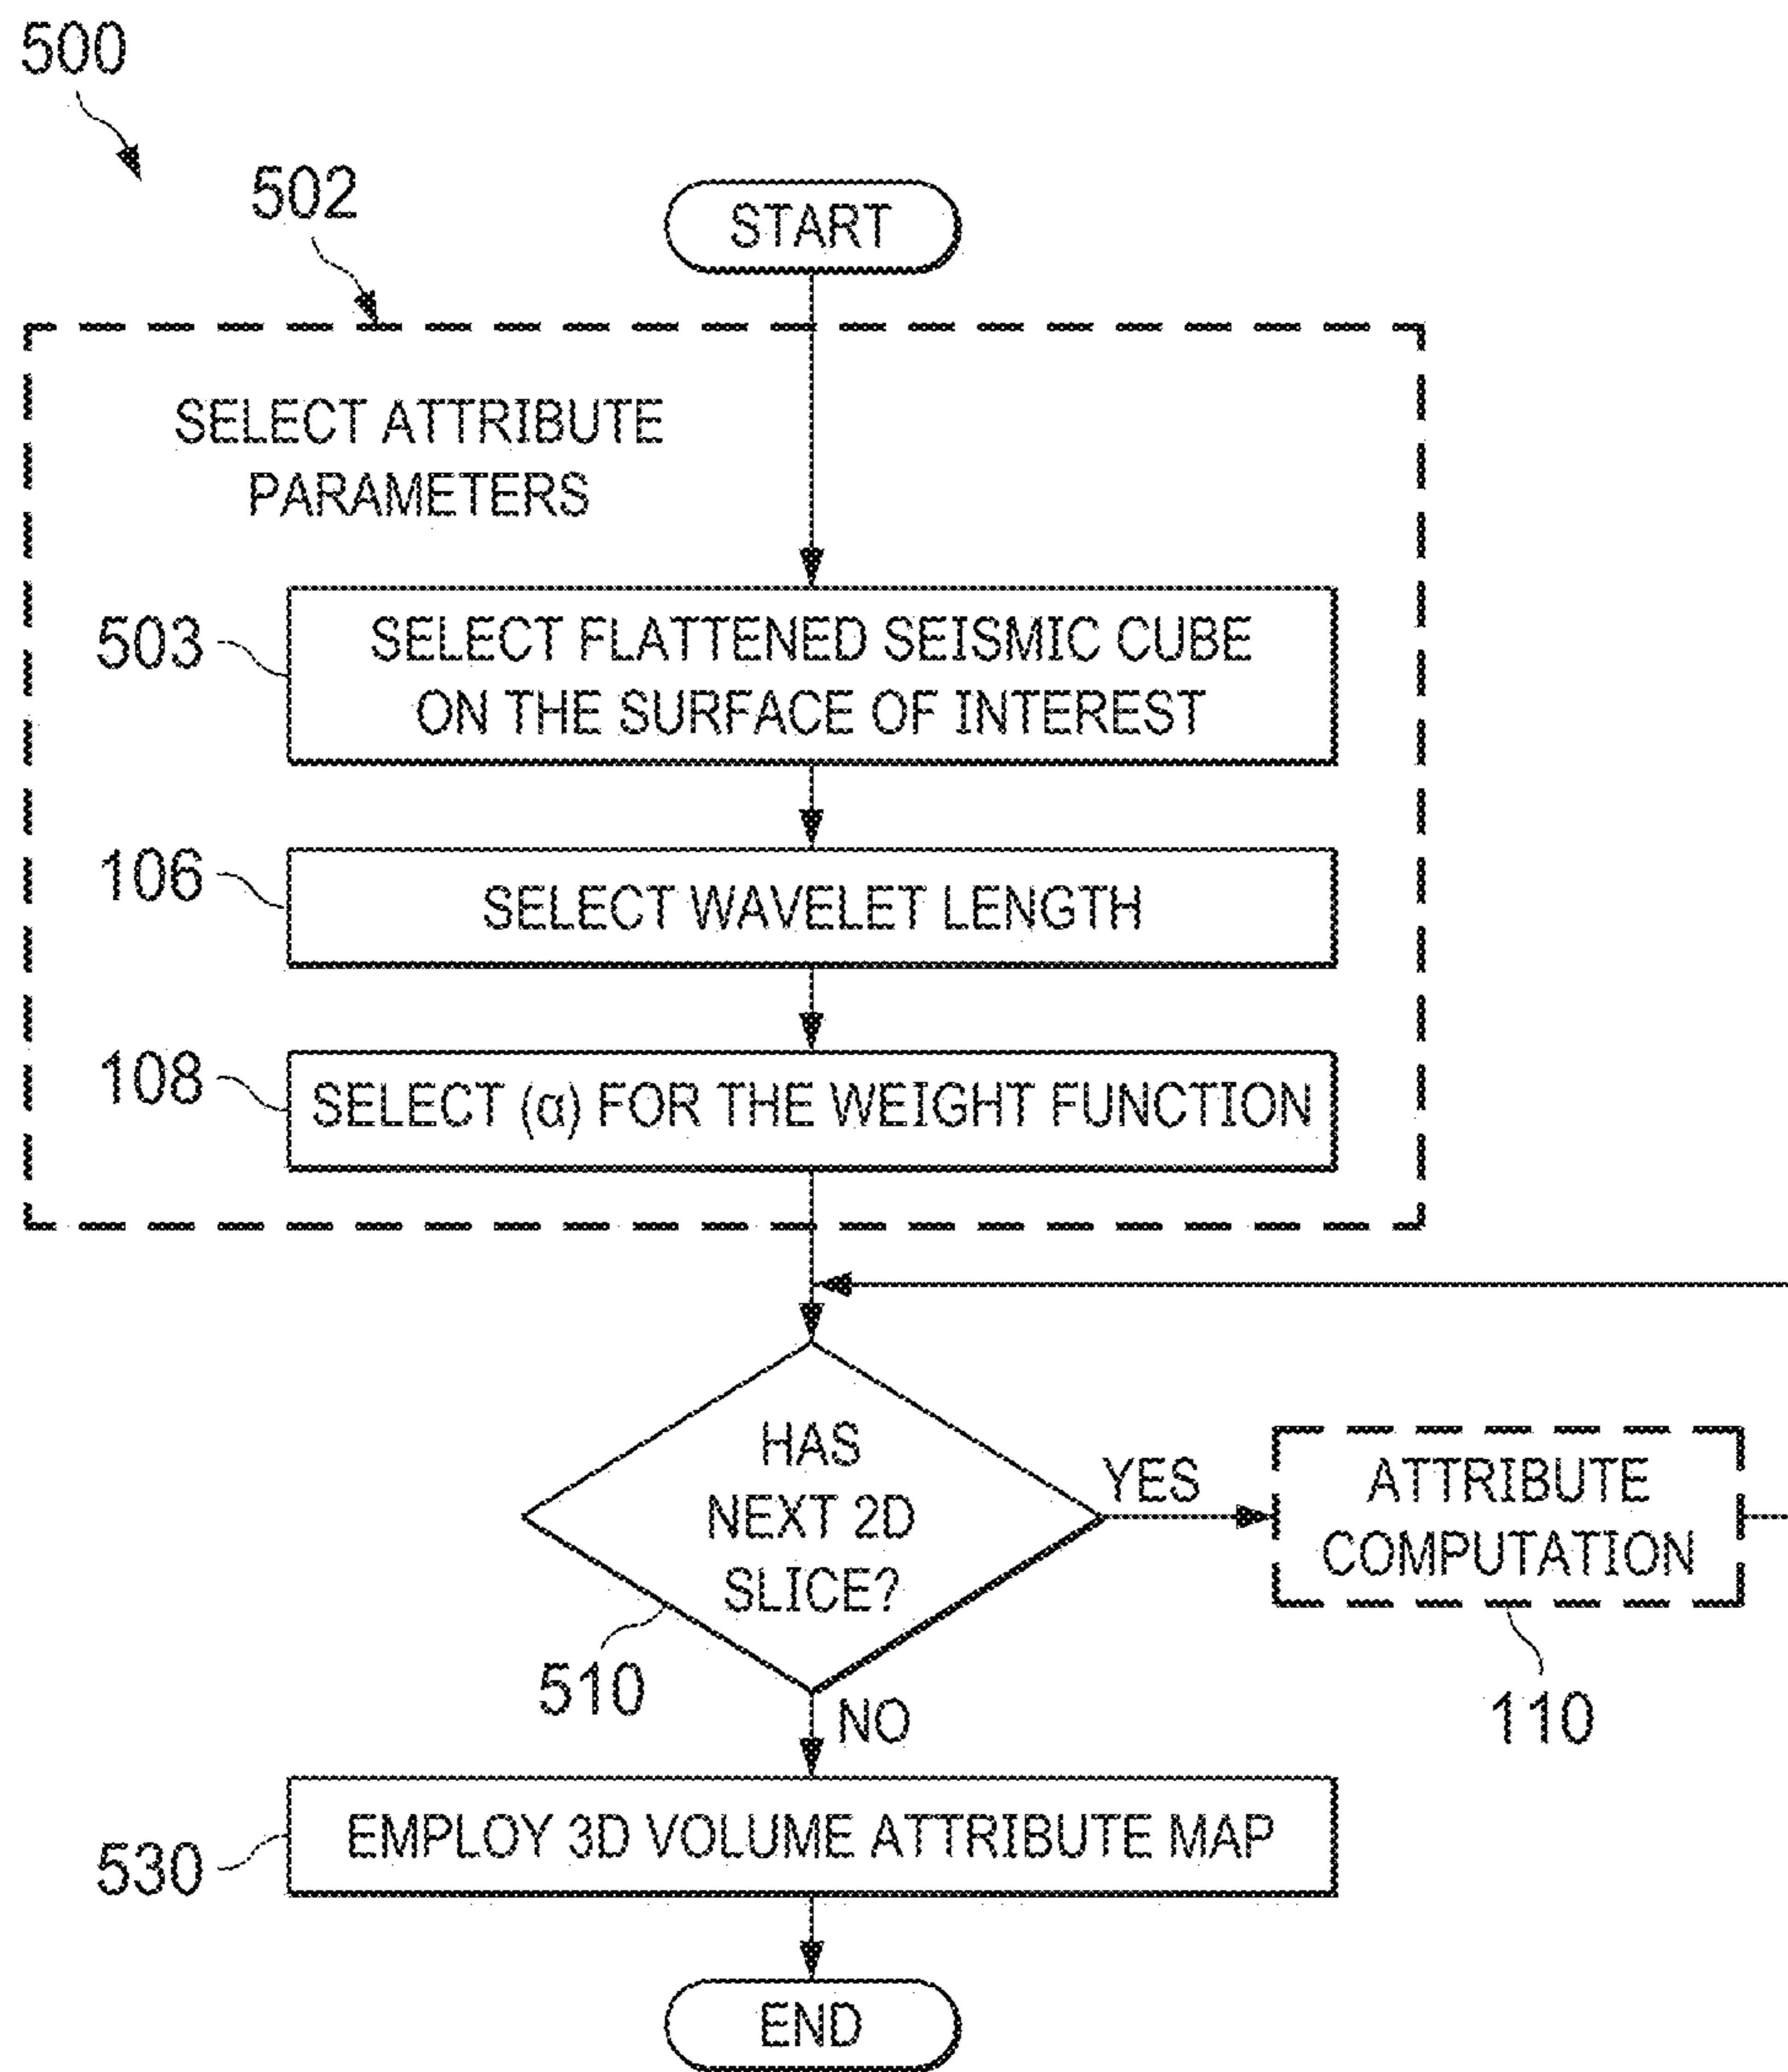 500
502
START
SELECT ATTRIBUTE
PARAMETERS
503
SELECT FLATTENED SEISMIC CUBE
ON THE SURFACE OF INTEREST
106
SELECT WAVELET LENGTH
108
SELECT (α) FOR THE WEIGHT FUNCTION
HAS
NEXT 2D
SLICE?
YES
ATTRIBUTE
COMPUTATION
510
110
NO
530
EMPLOY 3D VOLUME ATTRIBUTE MAP
END